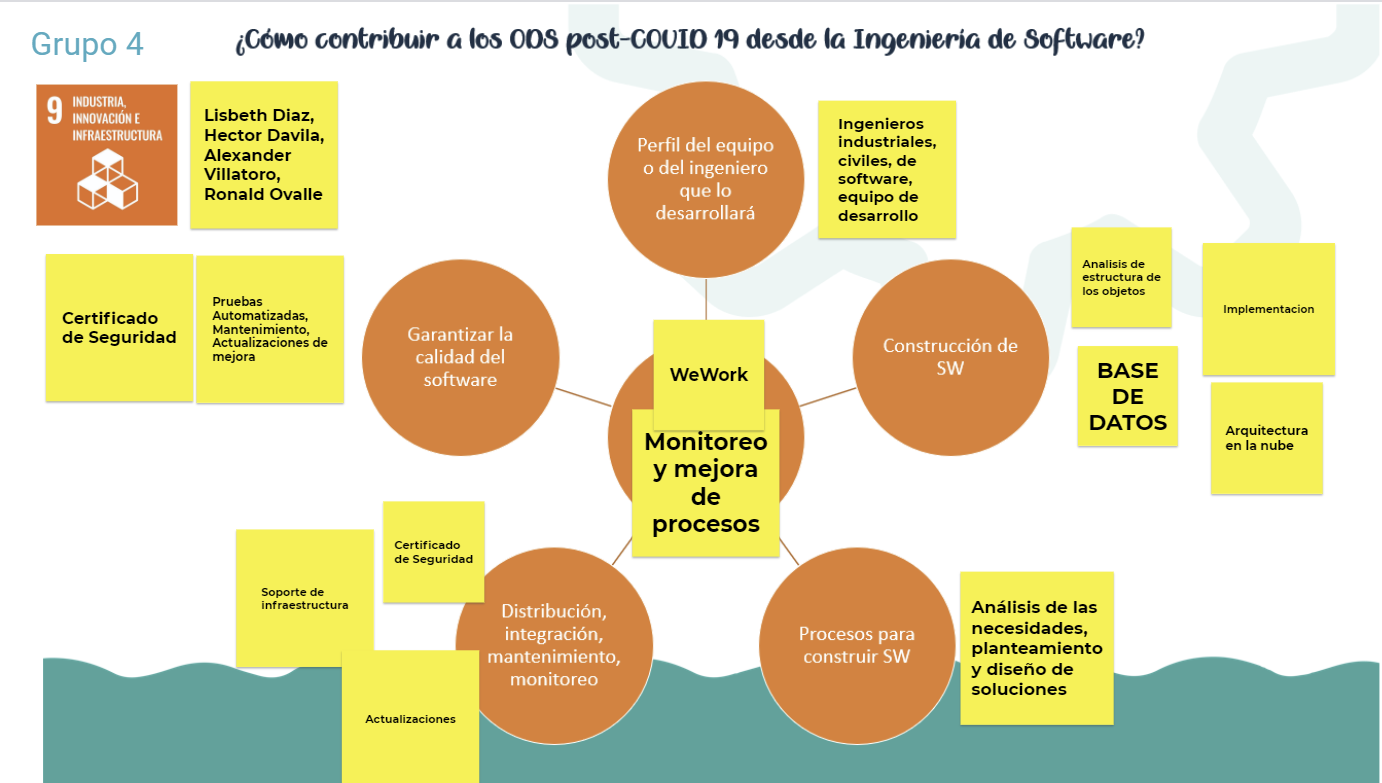 Grupo 4
¿Cómo contribuir a los ODS post-COVID 19 desde la Ingeniería de Software?
9 INDUSTRIA,
INNOVACIÓN E
INFRAESTRUCTURA
Lisbeth Diaz,
Hector Davila,
Alexander
Villatoro,
Ronald Ovalle
Perfil del equipo
o del ingeniero
que lo
desarrollará
Ingenieros
industriales,
civiles, de
software,
equipo de
desarrollo
Certificado
de Seguridad
Pruebas
Automatizadas,
Mantenimiento,
Actualizaciones de
mejora
Garantizar la
calidad del
software
WeWork
Monitoreo
y mejora
de
procesos
Construcción de
SW
Analisis de
estructura de
los objetos
Implementacion
BASE
DE
DATOS
Arquitectura
en la nube
Soporte de
infraestructura
Certificado
de Seguridad
Actualizaciones
Distribución,
integración,
mantenimiento,
monitoreo
Procesos para
construir SW
Análisis de las
necesidades,
planteamiento
y diseño de
soluciones